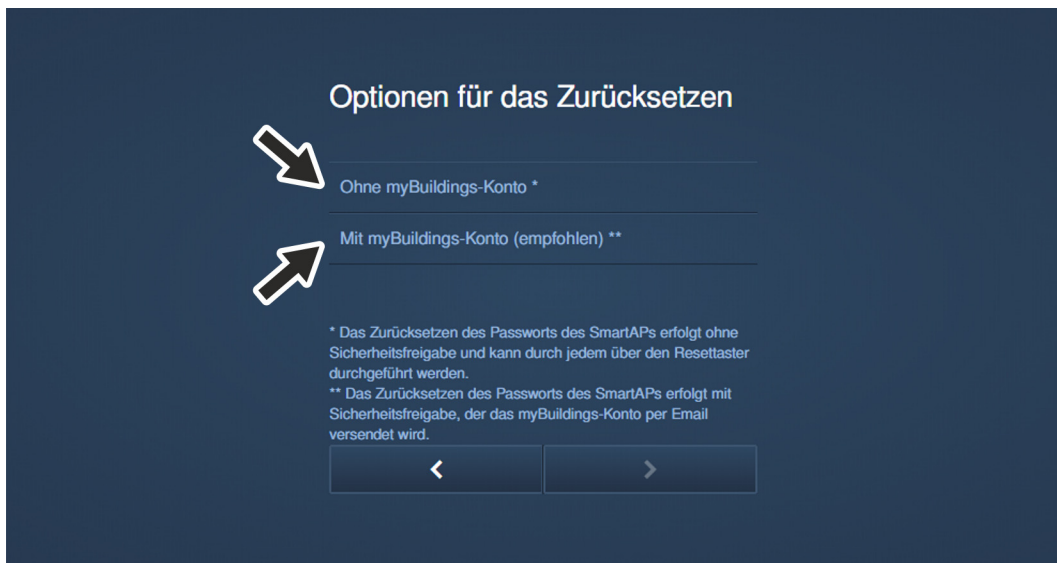 Optionen für das Zurücksetzen
Ohne myBuildings-Konto *
Mit myBuildings-Konto (empfohlen) **
* Das Zurücksetzen des Passworts des SmartAPs erfolgt ohne
Sicherheitsfreigabe und kann durch jedem über den Resettaster
durchgeführt werden.
** Das Zurücksetzen des Passworts des SmartAPs erfolgt mit
Sicherheitsfreigabe, der das myBuildings-Konto per Email
versendet wird.